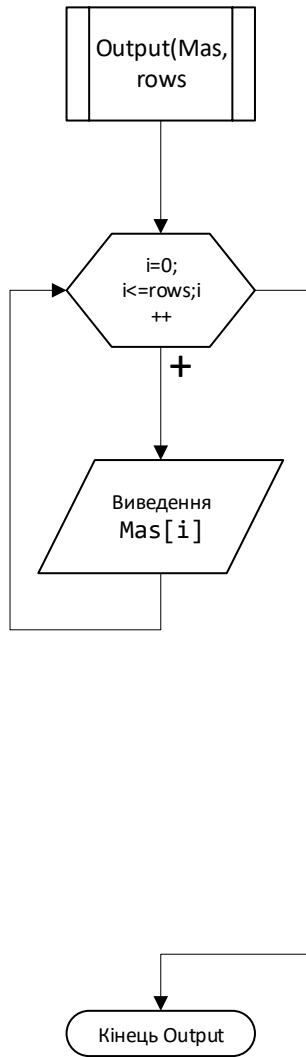 Output(Mas,
rows
i=0;
i<=rows;i
++
+
Виведення
Mas[i]
Кінець Output